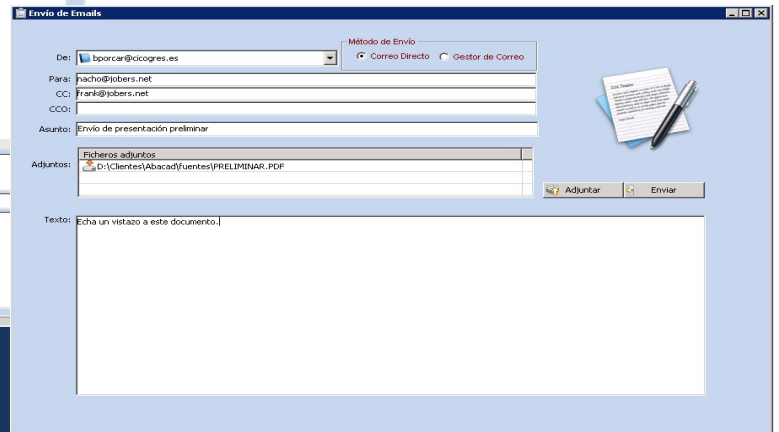 Envío de Emails
Método de Envío
De: bporcar@cicogres.es
Correo Directo Gestor de Correo
Para: nacho@jobers.net
CC: frank@jobers.net
CCO:
Asunto: Envío de presentación preliminar
Ficheros adjuntos
Adjuntos: D:\Clientes\Abacad\fuentes\PRELIMINAR.PDF
Adjuntar Enviar
Texto: Echa un vistazo a este documento.